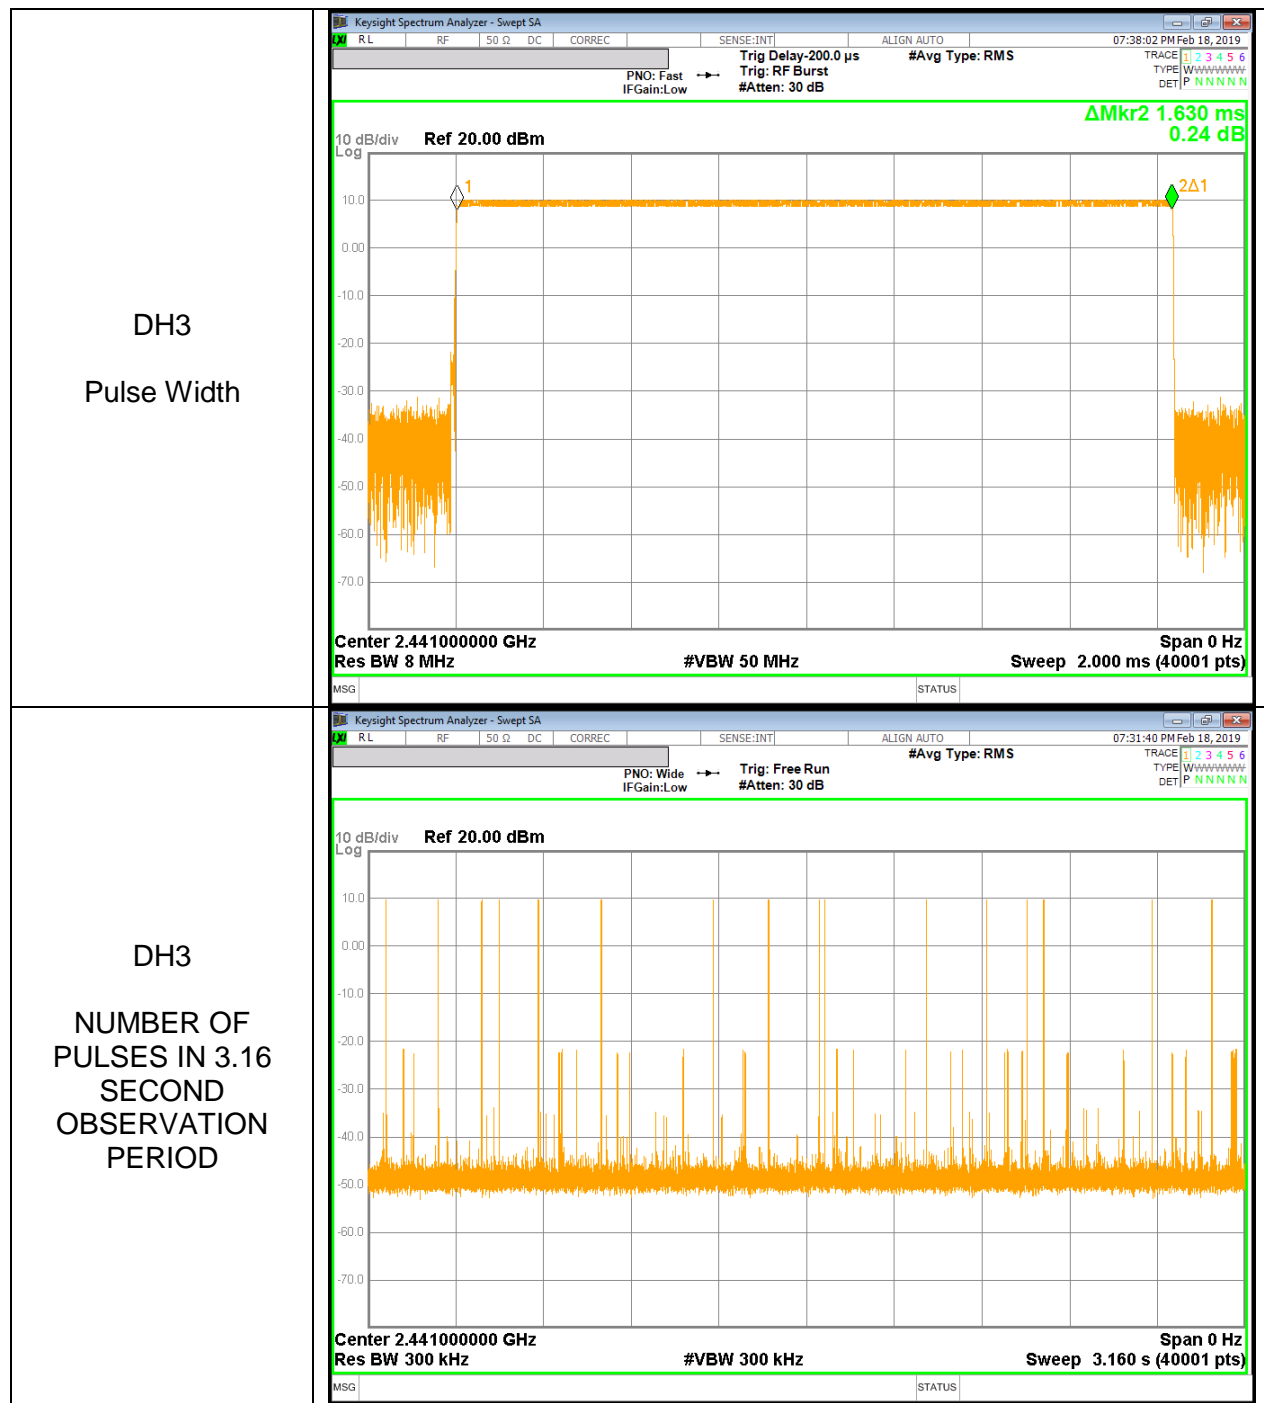 DH3
Pulse Width
Keysight Spectrum Analyzer - Swept SA
LXI RL RF 50 Ω DC CORREC SENSE:INT ALIGN AUTO 07:38:02 PM Feb 18, 2019
Trig Delay-200.0 µs #Avg Type: RMS TRACE 1 2 3 4 5 6
PNO: Fast Trig: RF Burst TYPE WWWWWWW
IFGain:Low #Atten: 30 dB DET P N N N N N
ΔMkr2 1.630 ms
0.24 dB
10 dB/div Ref 20.00 dBm
Log
1 2Δ1
10.0
0.00
-10.0
-20.0
-30.0
-40.0
-50.0
-60.0
-70.0
Center 2.441000000 GHz Span 0 Hz
Res BW 8 MHz #VBW 50 MHz Sweep 2.000 ms (40001 pts)
MSG STATUS
DH3
NUMBER OF
PULSES IN 3.16
SECOND
OBSERVATION
PERIOD
Keysight Spectrum Analyzer - Swept SA
LXI RL RF 50 Ω DC CORREC SENSE:INT ALIGN AUTO 07:31:40 PM Feb 18, 2019
#Avg Type: RMS TRACE 1 2 3 4 5 6
PNO: Wide Trig: Free Run TYPE WWWWWWW
IFGain:Low #Atten: 30 dB DET P N N N N N
10 dB/div Ref 20.00 dBm
Log
10.0
0.00
-10.0
-20.0
-30.0
-40.0
-50.0
-60.0
-70.0
Center 2.441000000 GHz Span 0 Hz
Res BW 300 kHz #VBW 300 kHz Sweep 3.160 s (40001 pts)
MSG STATUS